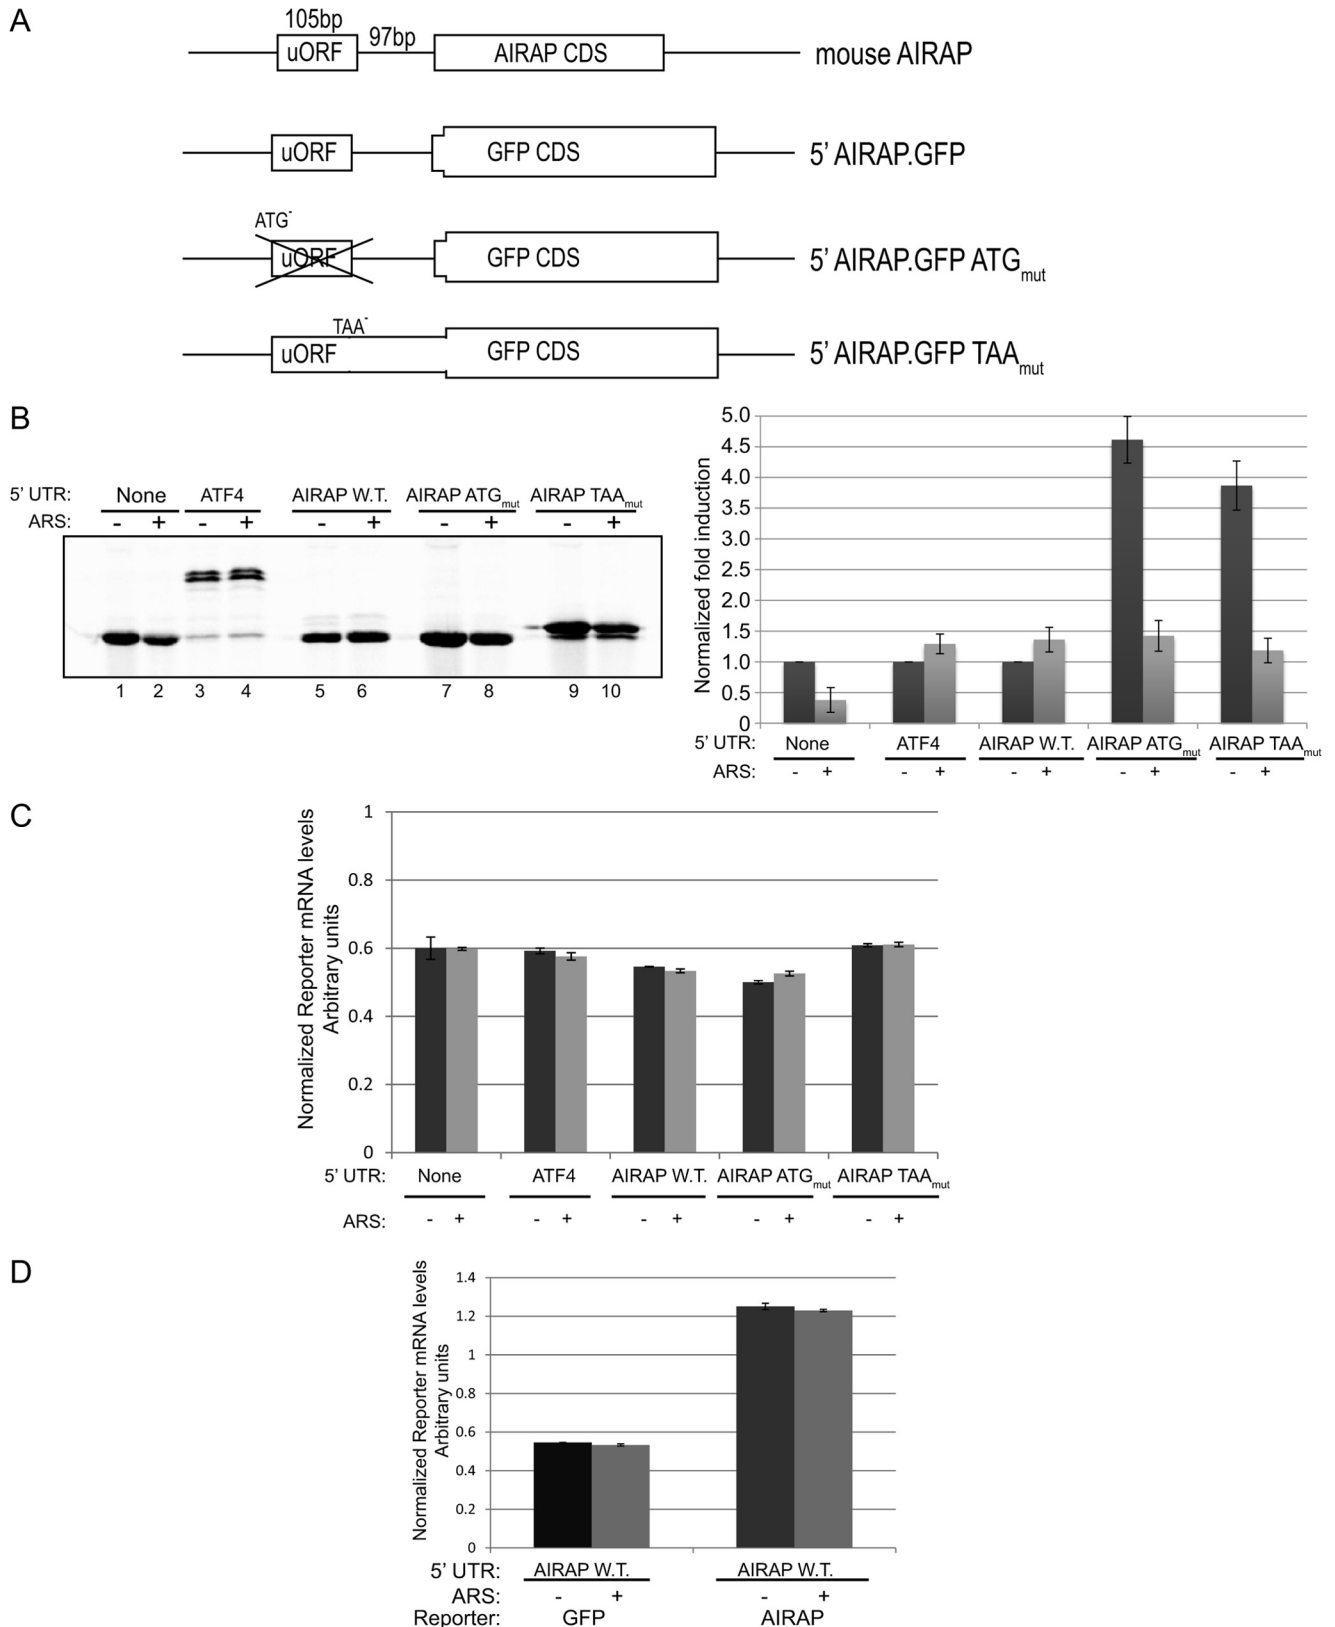 A
105bp
uORF
97bp
AIRAP CDS
mouse AIRAP
uORF
GFP CDS
5’ AIRAP.GFP
ATG-
uORF
GFP CDS
5’ AIRAP.GFP ATGmut
TAA-
uORF
GFP CDS
5’ AIRAP.GFP TAAmut
B
5’ UTR: None ATF4 AIRAP W.T. AIRAP ATGmut AIRAP TAAmut
ARS: - + - + - + - + - +
1 2 3 4 5 6 7 8 9 10
Normalized fold induction
5.0
4.5
4.0
3.5
3.0
2.5
2.0
1.5
1.0
0.5
0
5’ UTR: None ATF4 AIRAP W.T. AIRAP ATGmut AIRAP TAAmut
ARS: - + - + - + - + - +
C
Normalized Reporter mRNA levels
Arbitrary units
1
0.8
0.6
0.4
0.2
0
5’ UTR: None ATF4 AIRAP W.T. AIRAP ATGmut AIRAP TAAmut
ARS: - + - + - + - + - +
D
Normalized Reporter mRNA levels
Arbitrary units
1.4
1.2
1
0.8
0.6
0.4
0.2
0
5’ UTR: AIRAP W.T. AIRAP W.T.
ARS: - + - +
Reporter: GFP AIRAP